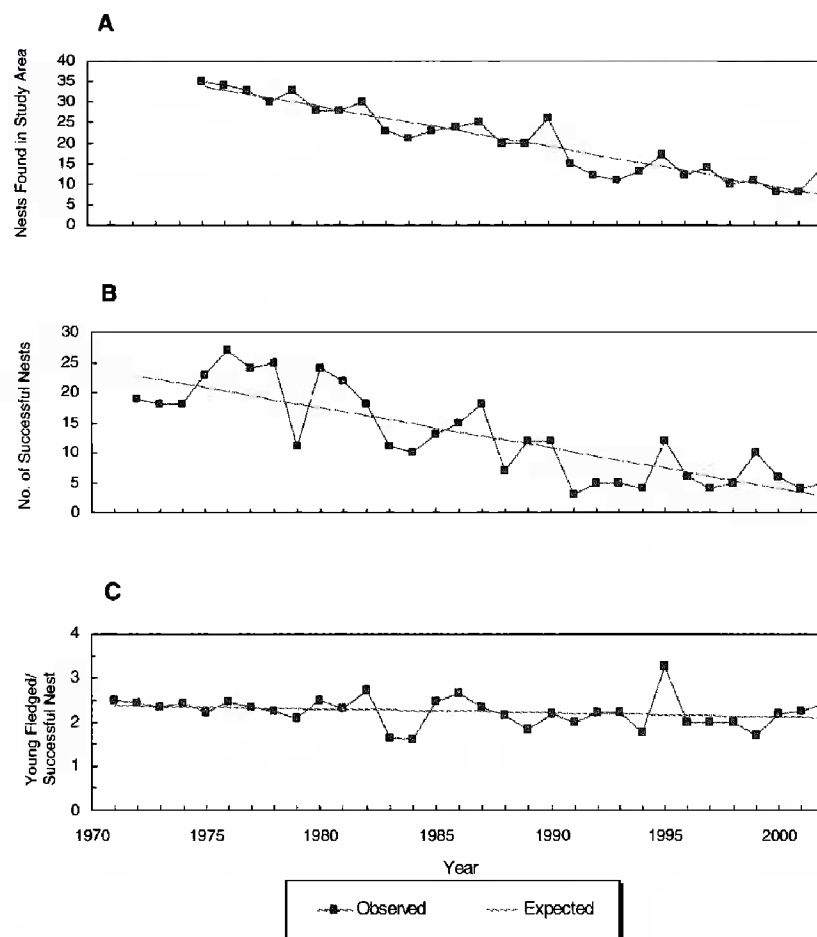 A
Nests Found in Study Area
40
35
30
25
20
15
10
5
0
B
No. of Successful Nests
30
25
20
15
10
5
0
C
Young Fledged/
Successful Nest
4
3
2
1
0
1970 1975 1980 1985 1990 1995 2000
Year
Observed Expected